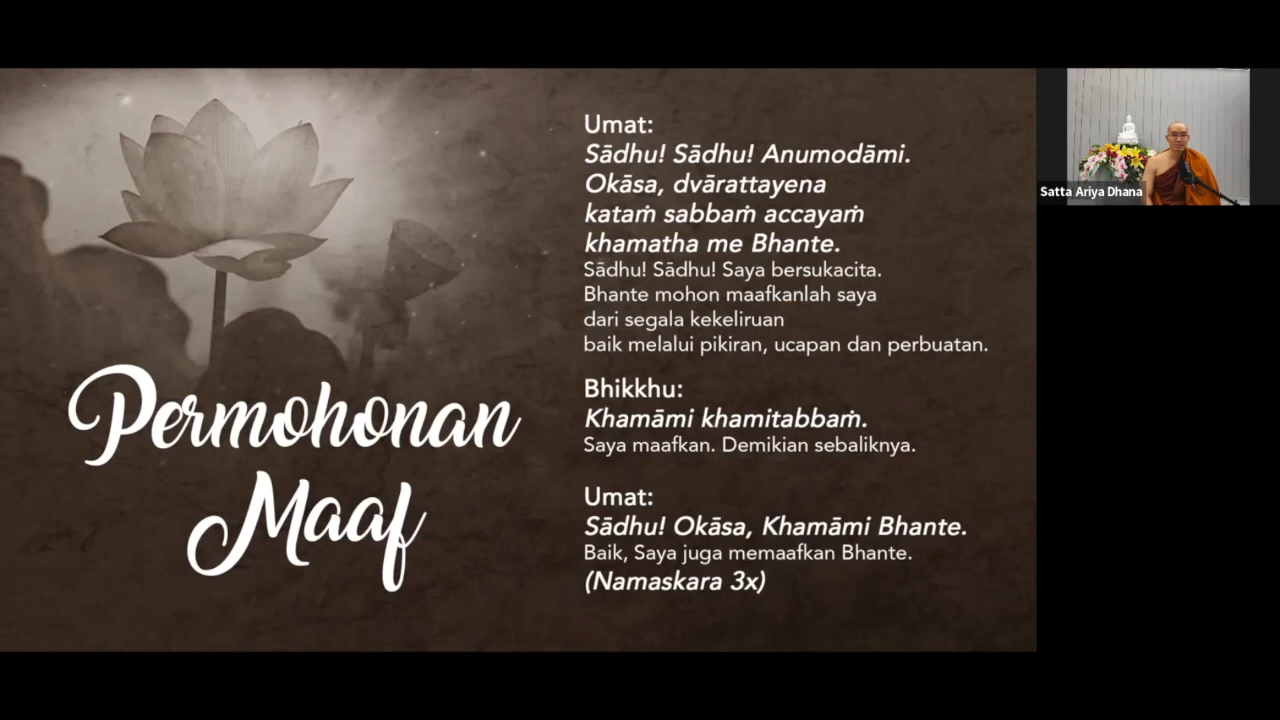 Permohonan
Maaf
Umat:
Sādhu! Sādhu! Anumodāmi.
Okāsa, dvārattayena
kataṁ sabbaṁ accayaṁ
khamatha me Bhante.
Sādhu! Sādhu! Saya bersukacita.
Bhante mohon maafkanlah saya
dari segala kekeliruan
baik melalui pikiran, ucapan dan perbuatan.
Bhikkhu:
Khamāmi khamitabbaṁ.
Saya maafkan. Demikian sebaliknya.
Umat:
Sādhu! Okāsa, Khamāmi Bhante.
Baik, Saya juga memaafkan Bhante.
(Namaskara 3x)
Satta Ariya Dhana